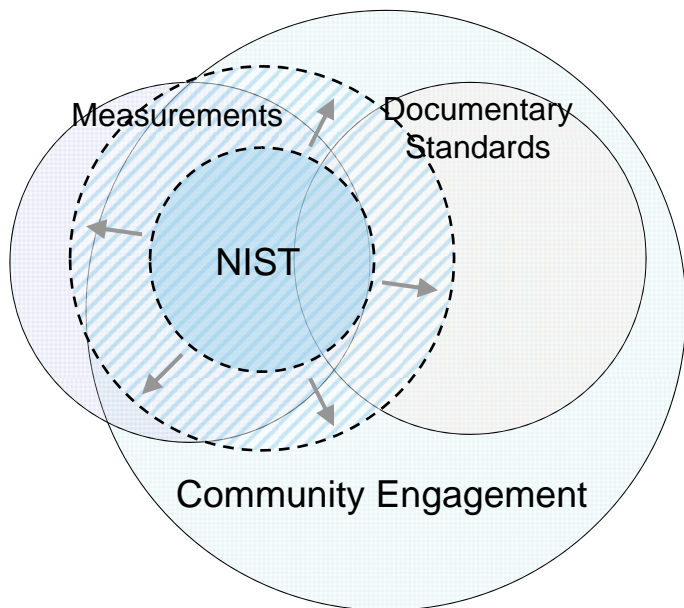 Measurements
Documentary
Standards
NIST
Community Engagement